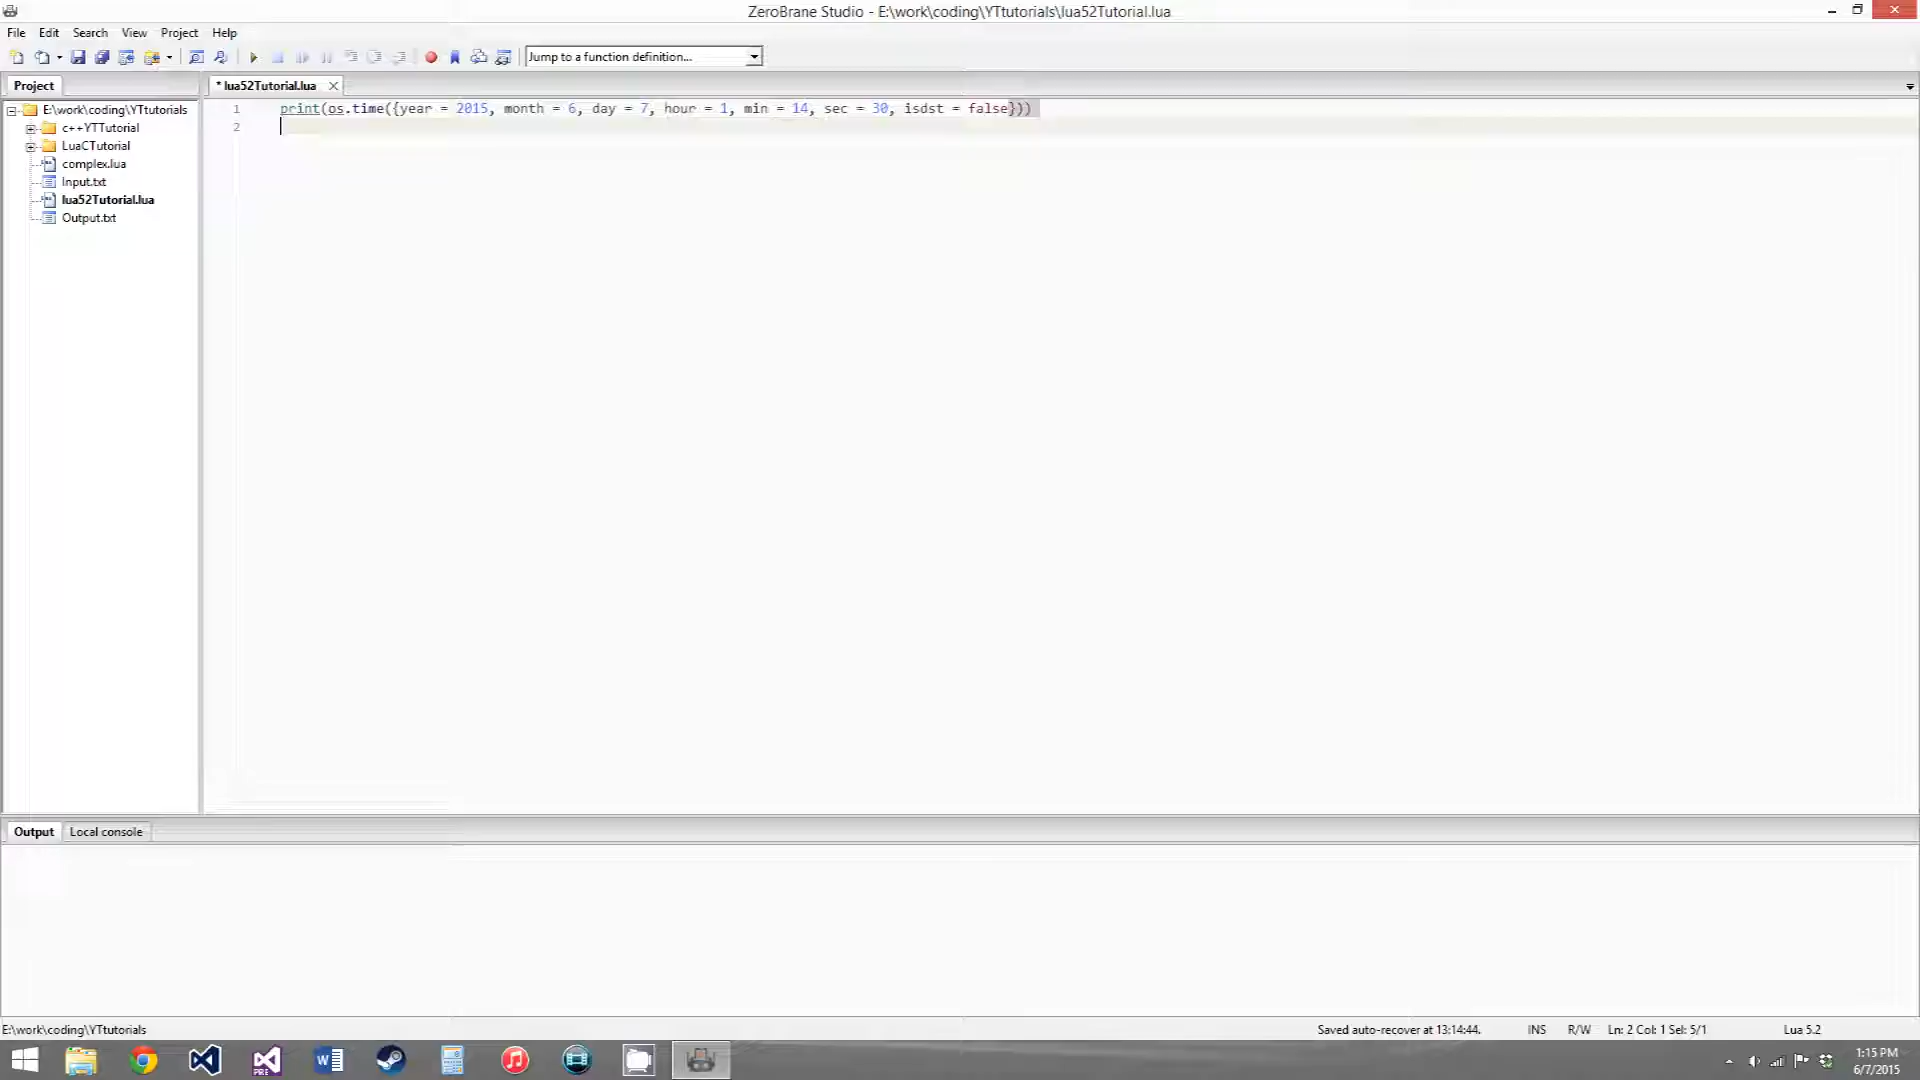 ZeroBrane Studio - E:\work\coding\YTtutorials\lua52Tutorial.lua
File Edit Search View Project Help
Jump to a function definition...
Project
* lua52Tutorial.lua
E:\work\coding\YTtutorials
c++YTTutorial
LuaCTutorial
complex.lua
Input.txt
lua52Tutorial.lua
Output.txt
1 print(os.time({year = 2015, month = 6, day = 7, hour = 1, min = 14, sec = 30, isdst = false}))
2
Output Local console
E:\work\coding\YTtutorials
Saved auto-recover at 13:14:44. INS R/W Ln: 2 Col: 1 Sel: 5/1 Lua 5.2
PRE
1:15 PM
6/7/2015